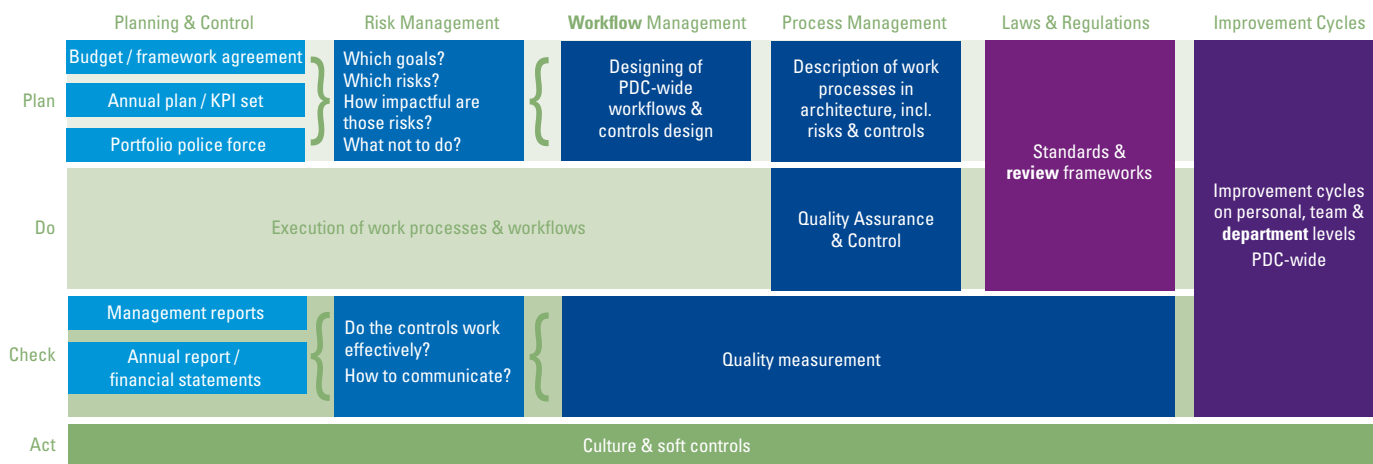 Planning & Control
Risk Management
Workflow Management
Process Management
Laws & Regulations
Improvement Cycles
Plan
Budget / framework agreement
Annual plan / KPI set
Portfolio police force
Which goals?
Which risks?
How impactful are
those risks?
What not to do?
Designing of
PDC-wide
workflows &
controls design
Description of work
processes in
architecture, incl.
risks & controls
Standards &
review frameworks
Improvement cycles
on personal, team &
department levels
PDC-wide
Do
Execution of work processes & workflows
Quality Assurance
& Control
Check
Management reports
Annual report /
financial statements
Do the controls work
effectively?
How to communicate?
Quality measurement
Act
Culture & soft controls